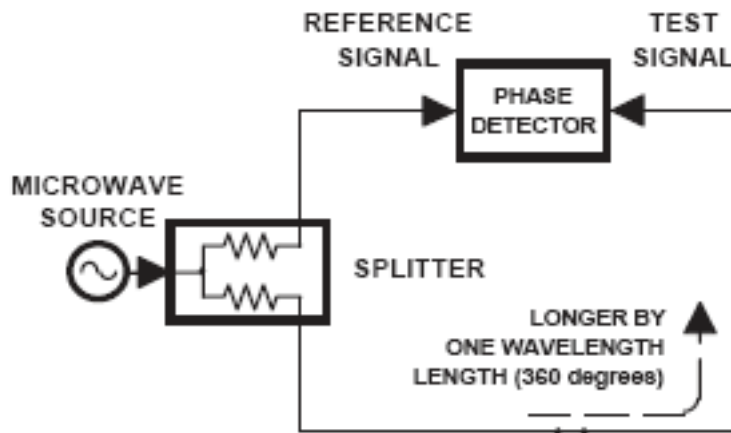 REFERENCE
SIGNAL
TEST
SIGNAL
PHASE
DETECTOR
MICROWAVE
SOURCE
SPLITTER
LONGER BY
ONE WAVELENGTH
LENGTH (360 degrees)